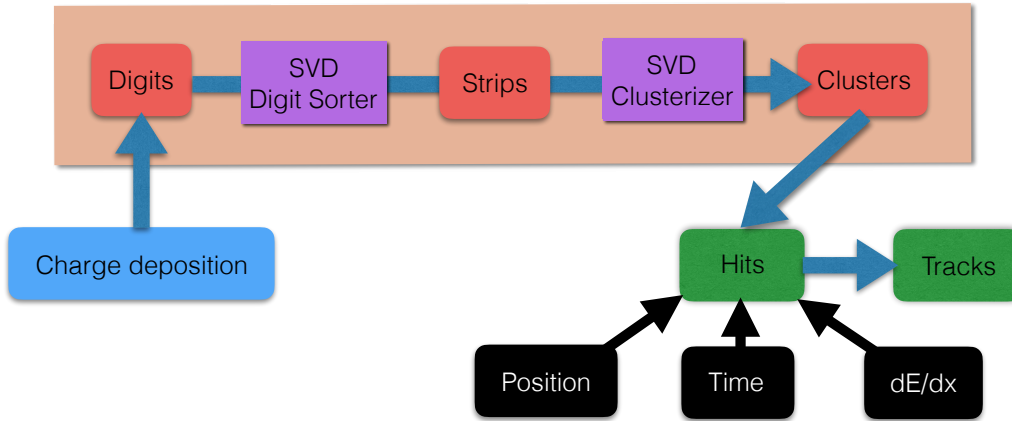 Digits
SVD
Digit Sorter
Strips
SVD
Clusterizer
Clusters
Charge deposition
Hits
Tracks
Position
Time
dE/dx